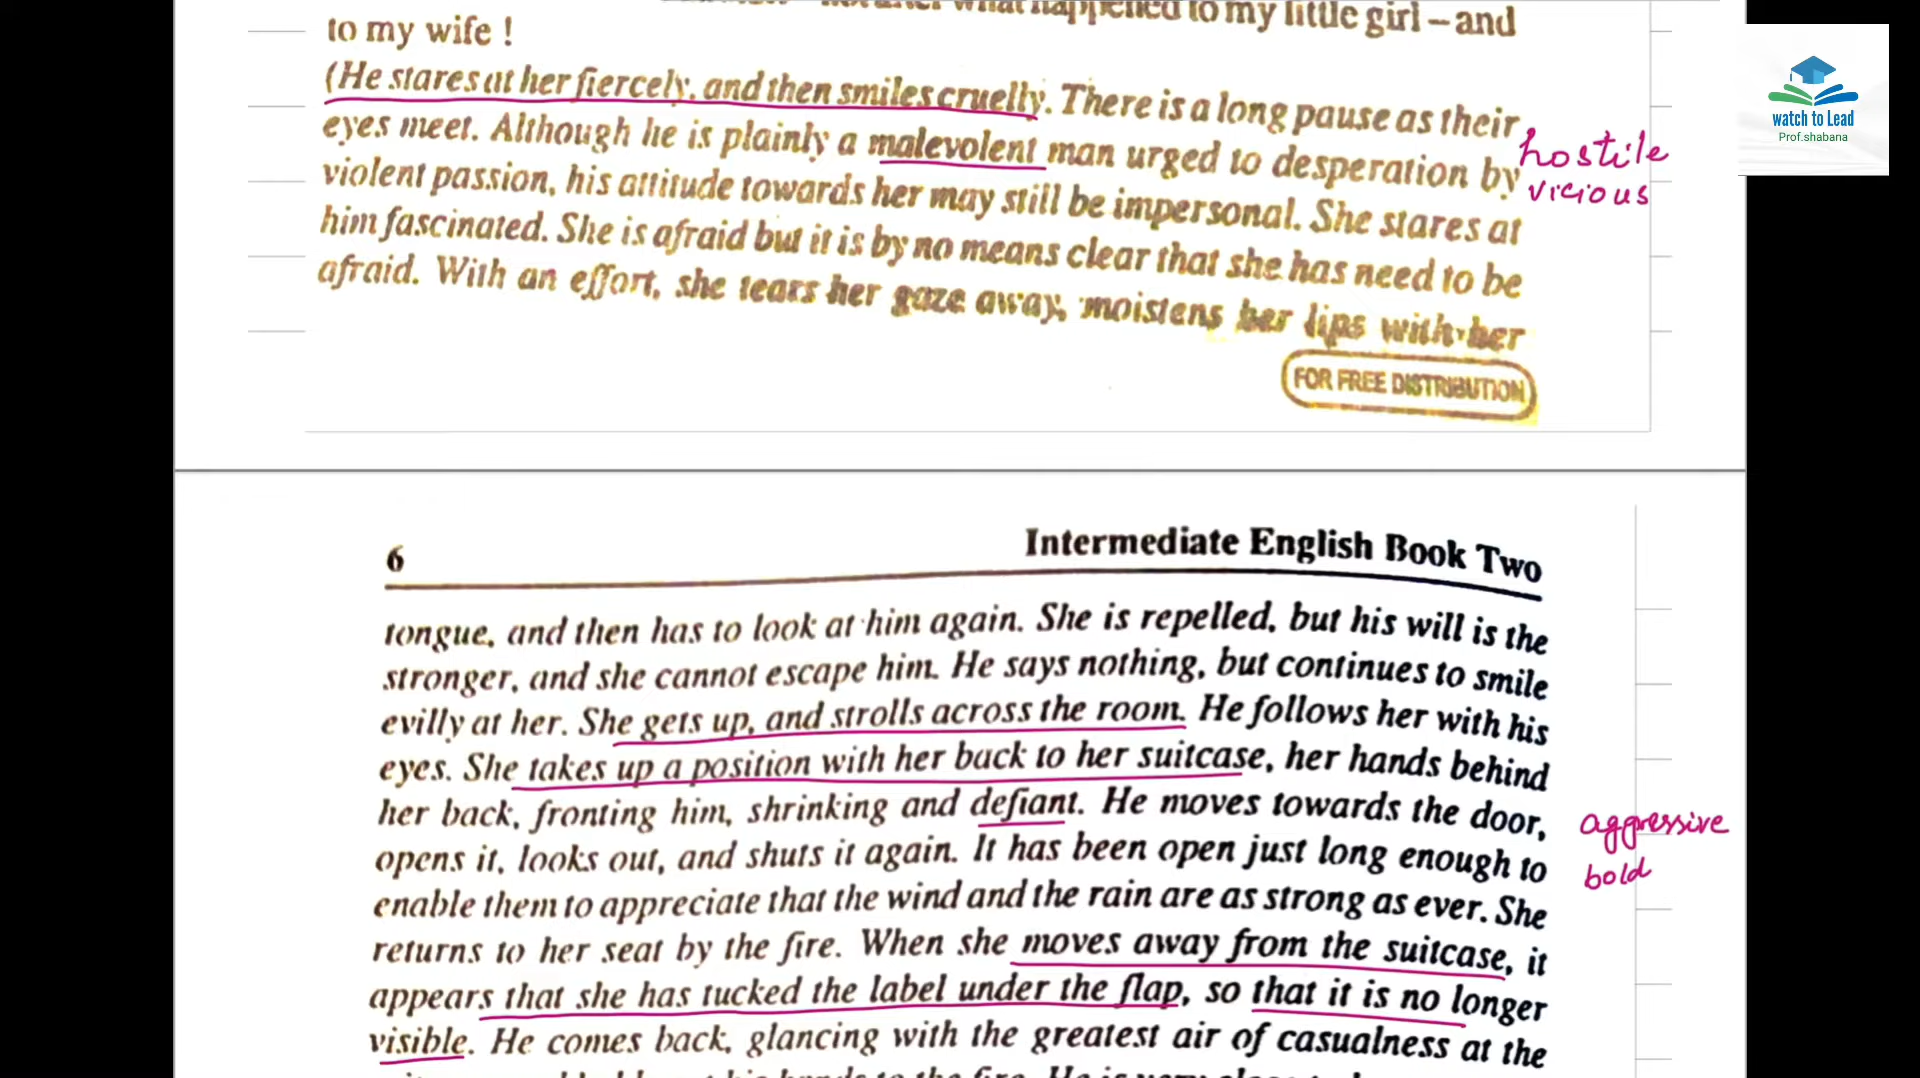 what happened to my little girl – and
to my wife !
(He stares at her fiercely, and then smiles cruelly. There is a long pause as their
eyes meet. Although he is plainly a malevolent man urged to desperation by
violent passion, his attitude towards her may still be impersonal. She stares at
him fascinated. She is afraid but it is by no means clear that she has need to be
afraid. With an effort, she tears her gaze away, moistens her lips with her
hostile
vicious
FOR FREE DISTRIBUTION
watch to Lead
Prof.shabana
6
Intermediate English Book Two
tongue, and then has to look at him again. She is repelled, but his will is the
stronger, and she cannot escape him. He says nothing, but continues to smile
evilly at her. She gets up, and strolls across the room. He follows her with his
eyes. She takes up a position with her back to her suitcase, her hands behind
her back, fronting him, shrinking and defiant. He moves towards the door,
opens it, looks out, and shuts it again. It has been open just long enough to
enable them to appreciate that the wind and the rain are as strong as ever. She
returns to her seat by the fire. When she moves away from the suitcase, it
appears that she has tucked the label under the flap, so that it is no longer
visible. He comes back, glancing with the greatest air of casualness at the
aggressive
bold